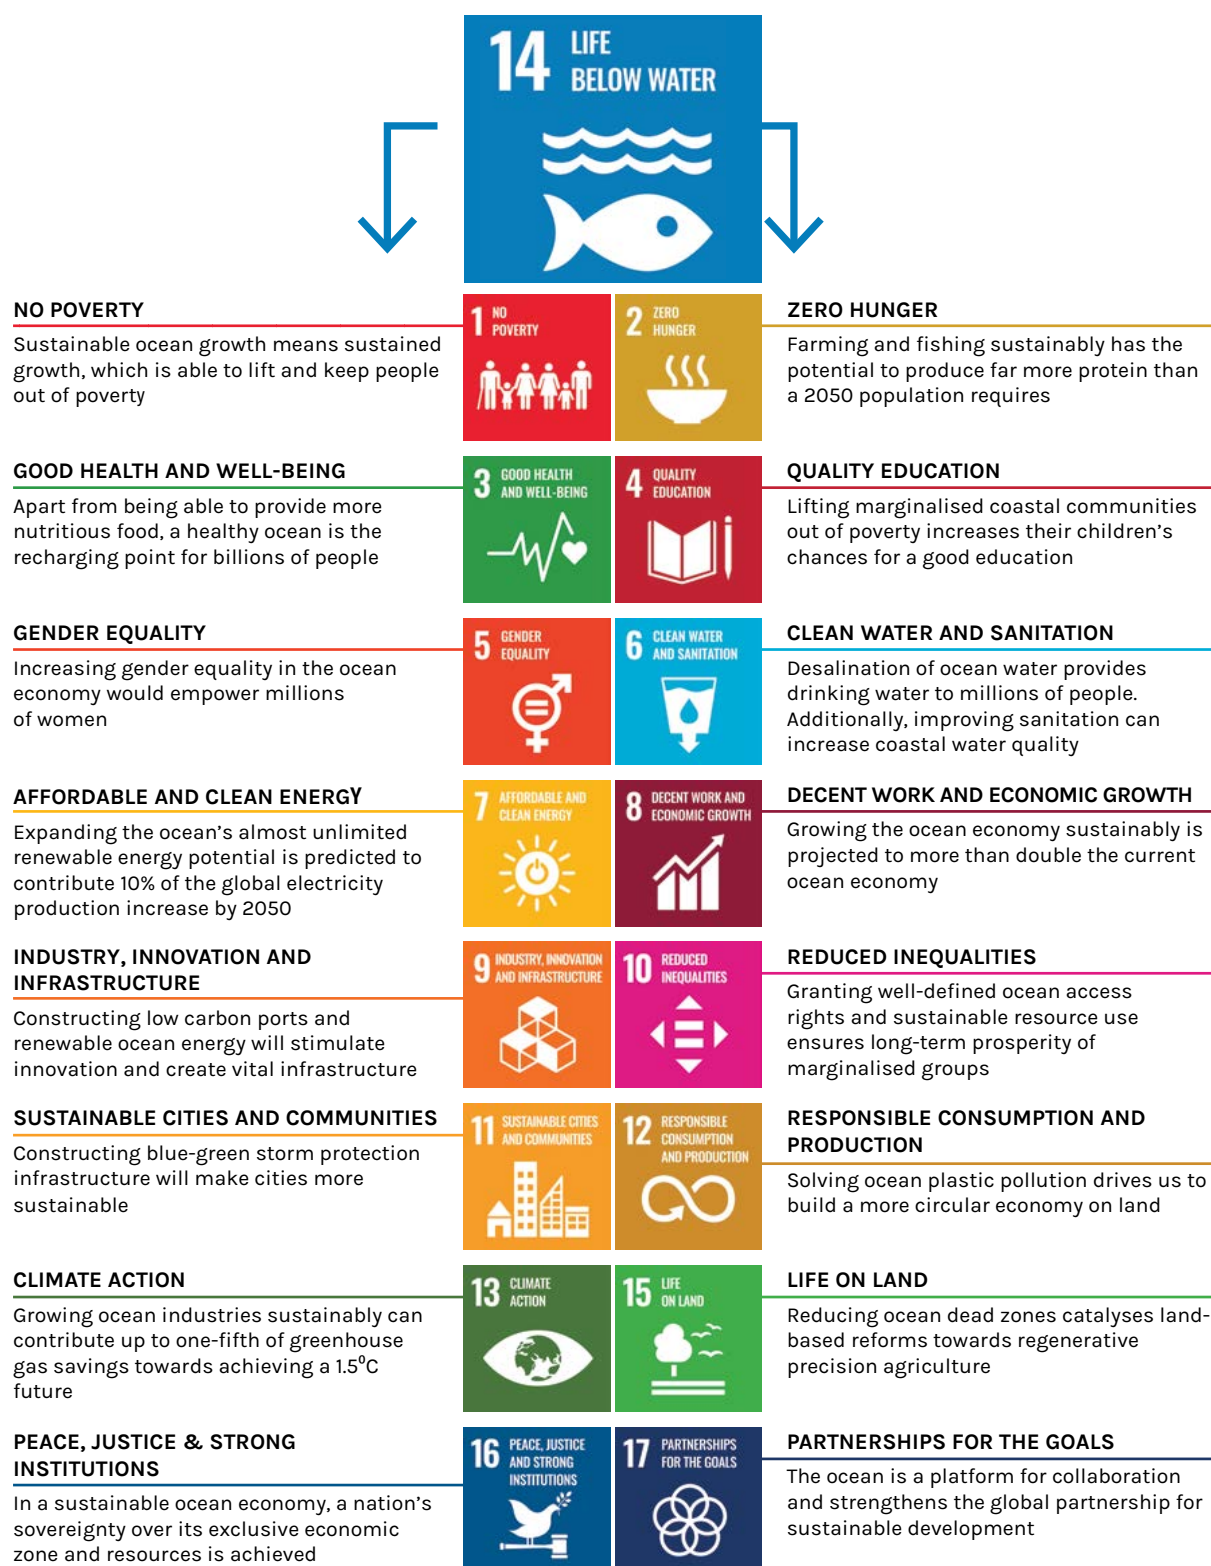 14 LIFE
BELOW WATER
NO POVERTY
Sustainable ocean growth means sustained
growth, which is able to lift and keep people
out of poverty
1 NO
POVERTY
2 ZERO
HUNGER
ZERO HUNGER
Farming and fishing sustainably has the
potential to produce far more protein than
a 2050 population requires
GOOD HEALTH AND WELL-BEING
Apart from being able to provide more
nutritious food, a healthy ocean is the
recharging point for billions of people
3 GOOD HEALTH
AND WELL-BEING
4 QUALITY
EDUCATION
QUALITY EDUCATION
Lifting marginalised coastal communities
out of poverty increases their children's
chances for a good education
GENDER EQUALITY
Increasing gender equality in the ocean
economy would empower millions
of women
5 GENDER
EQUALITY
6 CLEAN WATER
AND SANITATION
CLEAN WATER AND SANITATION
Desalination of ocean water provides
drinking water to millions of people.
Additionally, improving sanitation can
increase coastal water quality
AFFORDABLE AND CLEAN ENERGY
Expanding the ocean's almost unlimited
renewable energy potential is predicted to
contribute 10% of the global electricity
production increase by 2050
7 AFFORDABLE AND
CLEAN ENERGY
8 DECENT WORK AND
ECONOMIC GROWTH
DECENT WORK AND ECONOMIC GROWTH
Growing the ocean economy sustainably is
projected to more than double the current
ocean economy
INDUSTRY, INNOVATION AND
INFRASTRUCTURE
Constructing low carbon ports and
renewable ocean energy will stimulate
innovation and create vital infrastructure
9 INDUSTRY, INNOVATION
AND INFRASTRUCTURE
10 REDUCED
INEQUALITIES
REDUCED INEQUALITIES
Granting well-defined ocean access
rights and sustainable resource use
ensures long-term prosperity of
marginalised groups
SUSTAINABLE CITIES AND COMMUNITIES
Constructing blue-green storm protection
infrastructure will make cities more
sustainable
11 SUSTAINABLE CITIES
AND COMMUNITIES
12 RESPONSIBLE
CONSUMPTION
AND PRODUCTION
RESPONSIBLE CONSUMPTION AND
PRODUCTION
Solving ocean plastic pollution drives us to
build a more circular economy on land
CLIMATE ACTION
Growing ocean industries sustainably can
contribute up to one-fifth of greenhouse
gas savings towards achieving a 1.5⁰C
future
13 CLIMATE
ACTION
15 LIFE
ON LAND
LIFE ON LAND
Reducing ocean dead zones catalyses land-
based reforms towards regenerative
precision agriculture
PEACE, JUSTICE & STRONG
INSTITUTIONS
In a sustainable ocean economy, a nation's
sovereignty over its exclusive economic
zone and resources is achieved
16 PEACE, JUSTICE
AND STRONG
INSTITUTIONS
17 PARTNERSHIPS
FOR THE GOALS
PARTNERSHIPS FOR THE GOALS
The ocean is a platform for collaboration
and strengthens the global partnership for
sustainable development